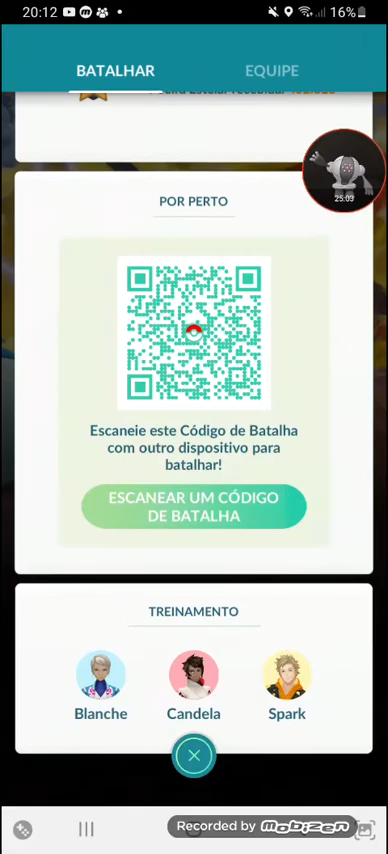 20:12
16%
BATALHAR
EQUIPE
25:03
POR PERTO
Escaneie este Código de Batalha
com outro dispositivo para
batalhar!
ESCANEAR UM CÓDIGO
DE BATALHA
TREINAMENTO
Blanche
Candela
Spark
Recorded by MOBIZEN